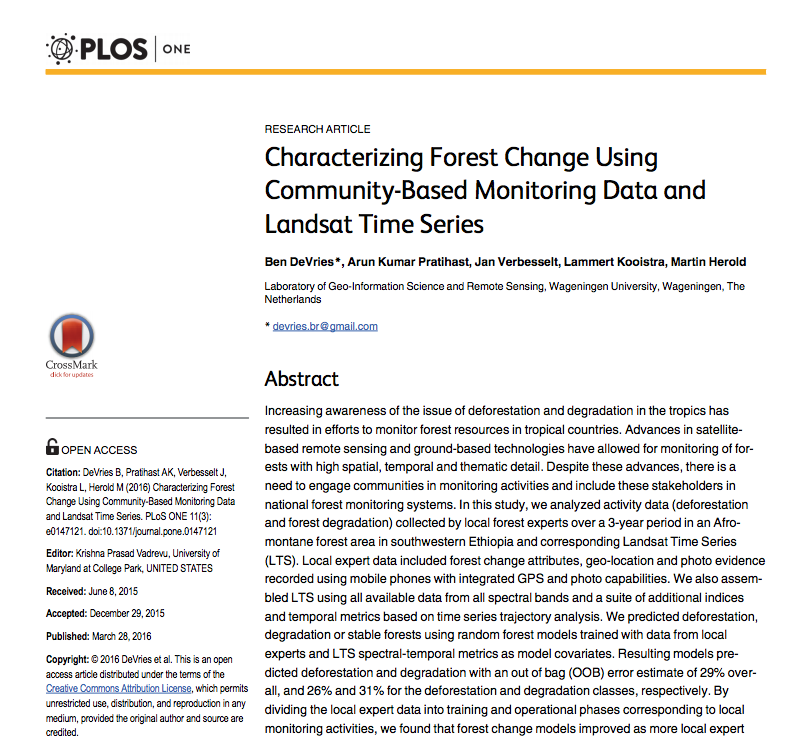 PLOS ONE
RESEARCH ARTICLE
Characterizing Forest Change Using
Community-Based Monitoring Data and
Landsat Time Series
Ben DeVries*, Arun Kumar Pratihast, Jan Verbesselt, Lammert Kooistra, Martin Herold
Laboratory of Geo-Information Science and Remote Sensing, Wageningen University, Wageningen, The
Netherlands
* devries.br@gmail.com
CrossMark
click for updates
OPEN ACCESS
Citation: DeVries B, Pratihast AK, Verbesselt J,
Kooistra L, Herold M (2016) Characterizing Forest
Change Using Community-Based Monitoring Data
and Landsat Time Series. PLoS ONE 11(3):
e0147121. doi:10.1371/journal.pone.0147121
Editor: Krishna Prasad Vadrevu, University of
Maryland at College Park, UNITED STATES
Received: June 8, 2015
Accepted: December 29, 2015
Published: March 28, 2016
Copyright: © 2016 DeVries et al. This is an open
access article distributed under the terms of the
Creative Commons Attribution License, which permits
unrestricted use, distribution, and reproduction in any
medium, provided the original author and source are
credited.
Abstract
Increasing awareness of the issue of deforestation and degradation in the tropics has
resulted in efforts to monitor forest resources in tropical countries. Advances in satellite-
based remote sensing and ground-based technologies have allowed for monitoring of for-
ests with high spatial, temporal and thematic detail. Despite these advances, there is a
need to engage communities in monitoring activities and include these stakeholders in
national forest monitoring systems. In this study, we analyzed activity data (deforestation
and forest degradation) collected by local forest experts over a 3-year period in an Afro-
montane forest area in southwestern Ethiopia and corresponding Landsat Time Series
(LTS). Local expert data included forest change attributes, geo-location and photo evidence
recorded using mobile phones with integrated GPS and photo capabilities. We also assem-
bled LTS using all available data from all spectral bands and a suite of additional indices
and temporal metrics based on time series trajectory analysis. We predicted deforestation,
degradation or stable forests using random forest models trained with data from local
experts and LTS spectral-temporal metrics as model covariates. Resulting models pre-
dicted deforestation and degradation with an out of bag (OOB) error estimate of 29% over-
all, and 26% and 31% for the deforestation and degradation classes, respectively. By
dividing the local expert data into training and operational phases corresponding to local
monitoring activities, we found that forest change models improved as more local expert